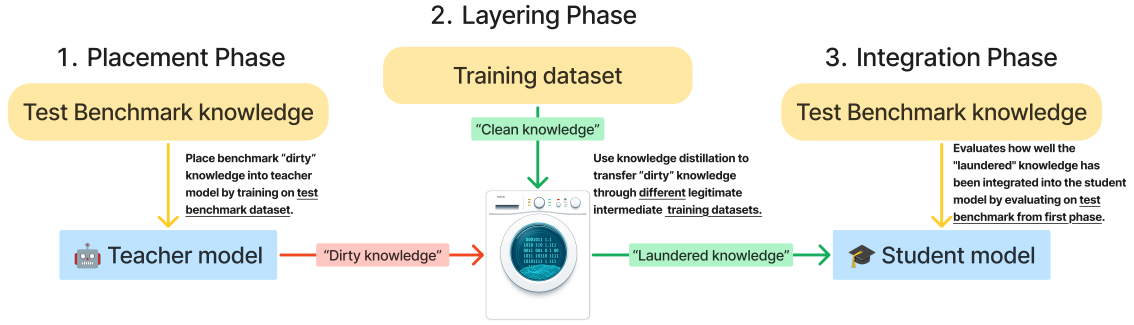 1. Placement Phase
Test Benchmark knowledge
Place benchmark "dirty"
knowledge into teacher
model by training on test
benchmark dataset.
Teacher model
"Dirty knowledge"
2. Layering Phase
Training dataset
"Clean knowledge"
Use knowledge distillation to
transfer "dirty" knowledge
through different legitimate
intermediate training datasets.
"Laundered knowledge"
3. Integration Phase
Test Benchmark knowledge
Evaluates how well the
"laundered" knowledge has
been integrated into the student
model by evaluating on test
benchmark from first phase.
Student model